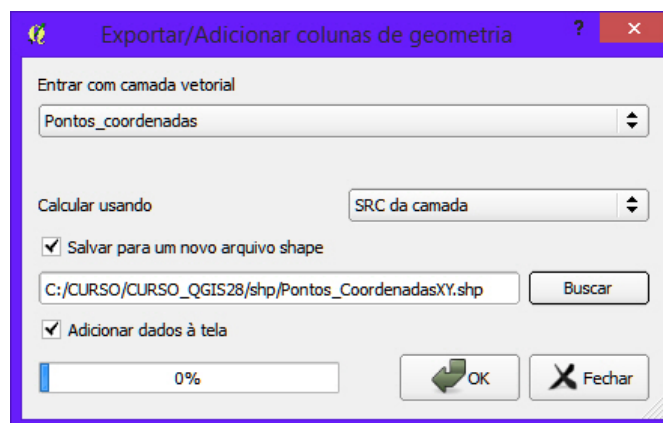 Exportar/Adicionar colunas de geometria ? ×
Entrar com camada vetorial
Pontos_coordenadas
Calcular usando SRC da camada
Salvar para um novo arquivo shape
C:/CURSO/CURSO_QGIS28/shp/Pontos_CoordenadasXY.shp Buscar
Adicionar dados à tela
0% OK Fechar